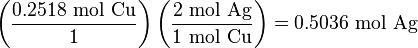 (0.2518 mol Cu / 1) (2 mol Ag / 1 mol Cu) = 0.5036 mol Ag